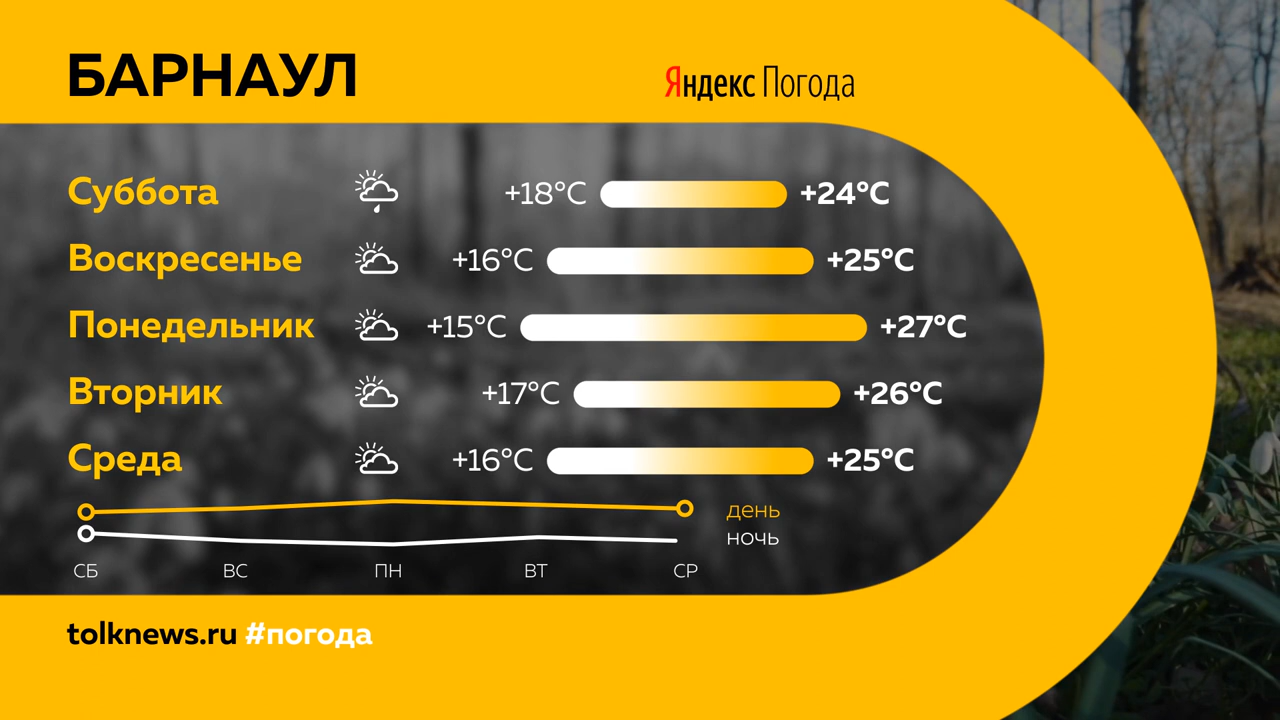 БАРНАУЛ
Яндекс Погода
Суббота +18°C +24°C
Воскресенье +16°C +25°C
Понедельник +15°C +27°C
Вторник +17°C +26°C
Среда +16°C +25°C
день
ночь
СБ ВС ПН ВТ СР
tolknews.ru #погода